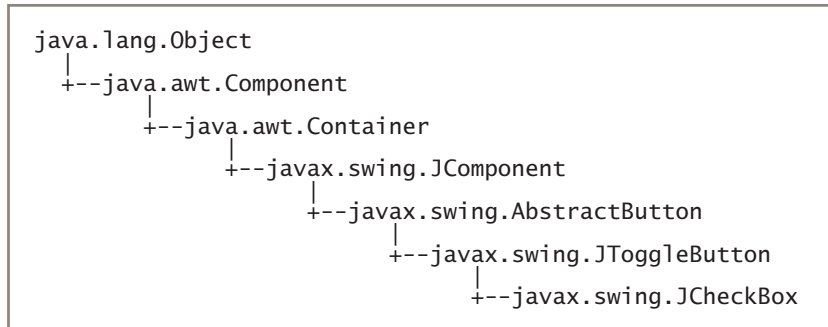 java.lang.Object
|
+--java.awt.Component
|
+--java.awt.Container
|
+--javax.swing.JComponent
|
+--javax.swing.AbstractButton
|
+--javax.swing.JToggleButton
|
+--javax.swing.JCheckBox